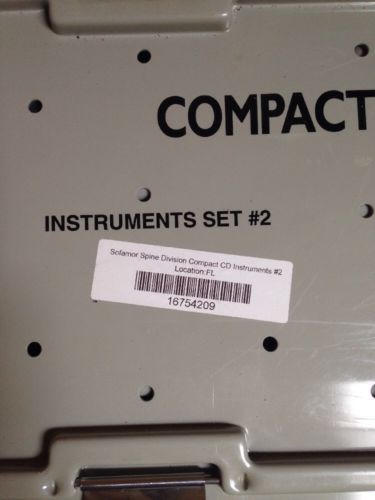 COMPACT
INSTRUMENTS SET #2
Sofamor Spine Division Compact CD Instruments #2
Location:FL
16754209